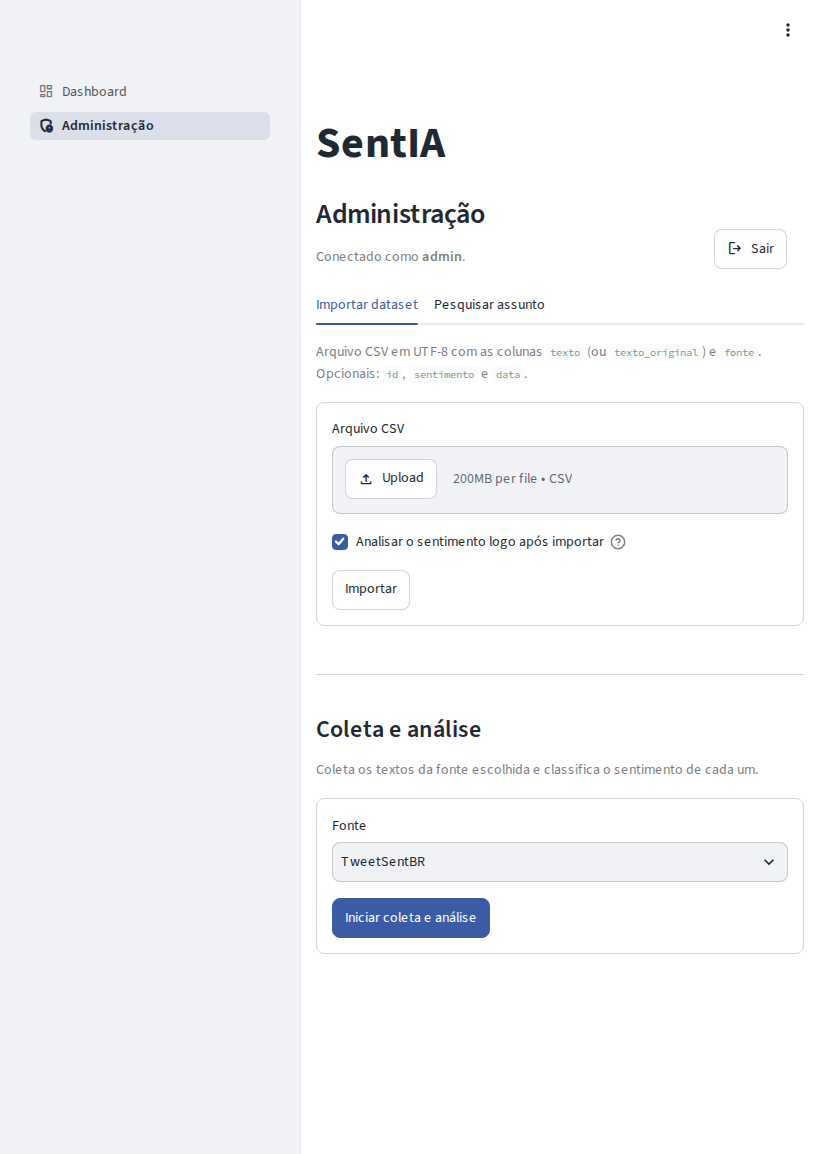 Dashboard
Administração
SentIA
Administração
Conectado como admin.
Sair
Importar dataset Pesquisar assunto
Arquivo CSV em UTF-8 com as colunas texto (ou texto_original) e fonte.
Opcionais: id, sentimento e data.
Arquivo CSV
Upload 200MB per file • CSV
Analisar o sentimento logo após importar
Importar
Coleta e análise
Coleta os textos da fonte escolhida e classifica o sentimento de cada um.
Fonte
TweetSentBR
Iniciar coleta e análise